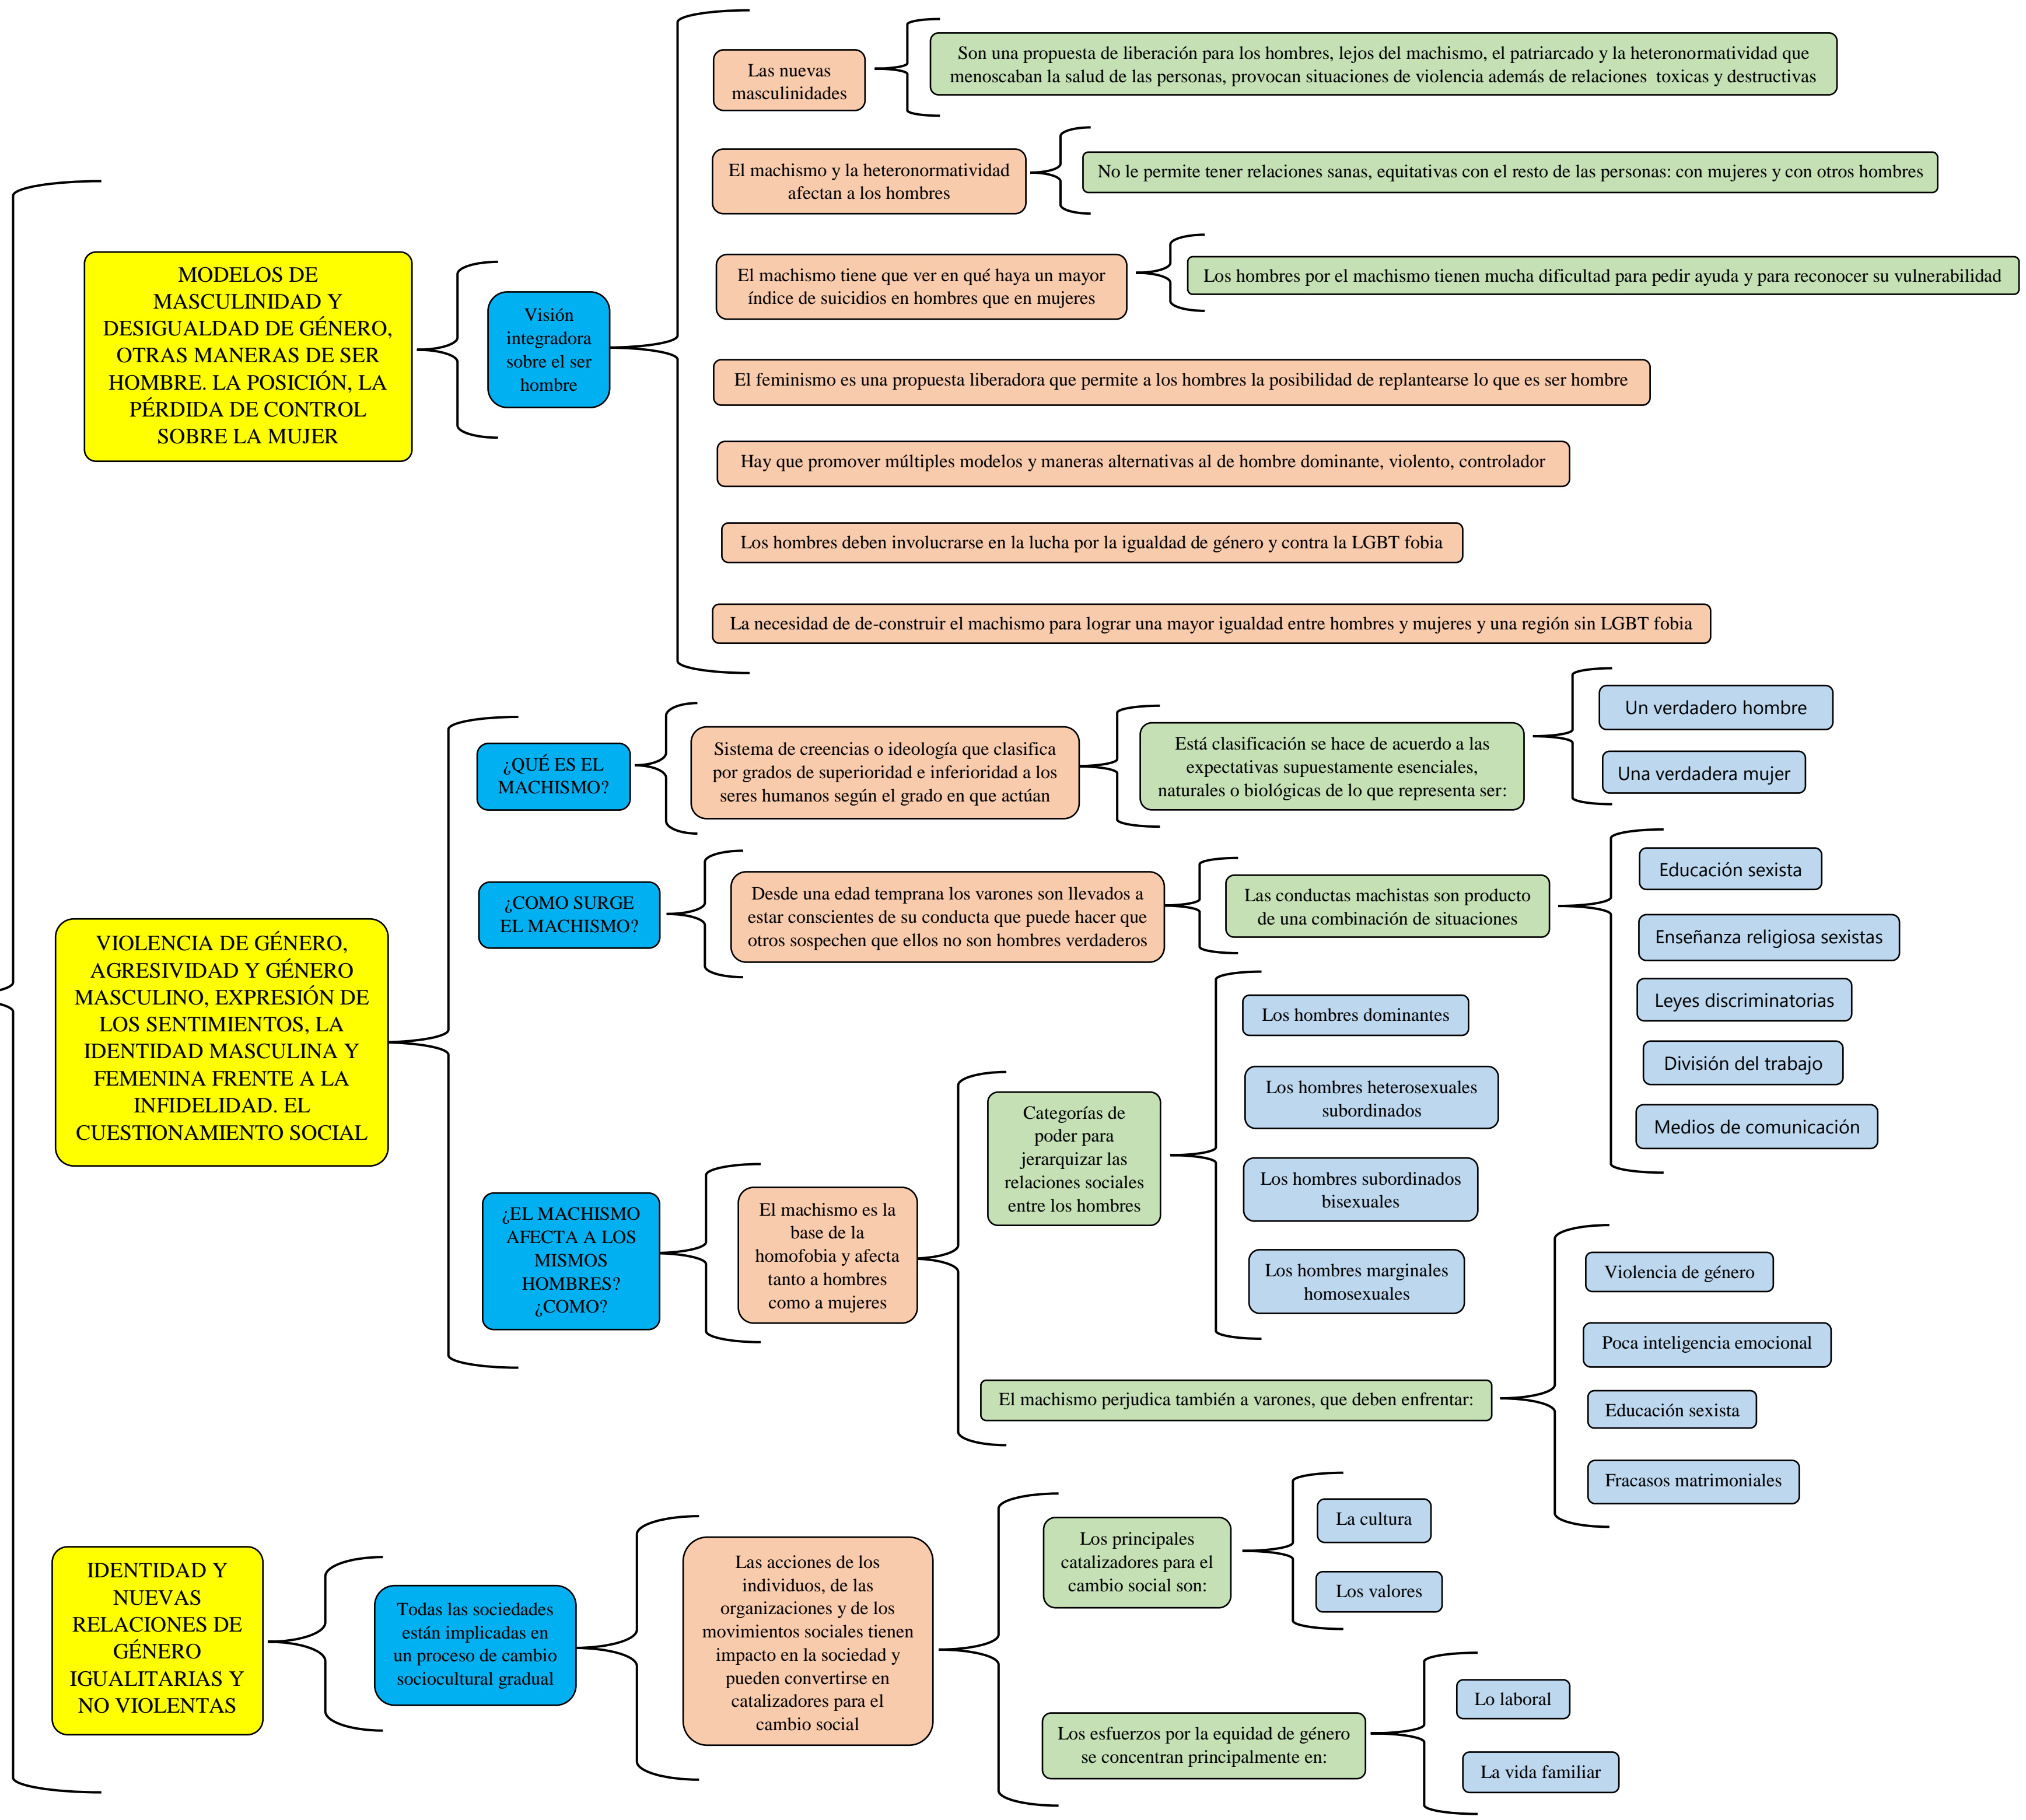 MODELOS DE
MASCULINIDAD Y
DESIGUALDAD DE GÉNERO,
OTRAS MANERAS DE SER
HOMBRE. LA POSICIÓN, LA
PÉRDIDA DE CONTROL
SOBRE LA MUJER
Visión
integradora
sobre el ser
hombre
Las nuevas
masculinidades
Son una propuesta de liberación para los hombres, lejos del machismo, el patriarcado y la heteronormatividad que
menoscaban la salud de las personas, provocan situaciones de violencia además de relaciones toxicas y destructivas
El machismo y la heteronormatividad
afectan a los hombres
No le permite tener relaciones sanas, equitativas con el resto de las personas: con mujeres y con otros hombres
El machismo tiene que ver en qué haya un mayor
índice de suicidios en hombres que en mujeres
Los hombres por el machismo tienen mucha dificultad para pedir ayuda y para reconocer su vulnerabilidad
El feminismo es una propuesta liberadora que permite a los hombres la posibilidad de replantearse lo que es ser hombre
Hay que promover múltiples modelos y maneras alternativas al de hombre dominante, violento, controlador
Los hombres deben involucrarse en la lucha por la igualdad de género y contra la LGBT fobia
La necesidad de de-construir el machismo para lograr una mayor igualdad entre hombres y mujeres y una región sin LGBT fobia
VIOLENCIA DE GÉNERO,
AGRESIVIDAD Y GÉNERO
MASCULINO, EXPRESIÓN DE
LOS SENTIMIENTOS, LA
IDENTIDAD MASCULINA Y
FEMENINA FRENTE A LA
INFIDELIDAD. EL
CUESTIONAMIENTO SOCIAL
¿QUÉ ES EL
MACHISMO?
Sistema de creencias o ideología que clasifica
por grados de superioridad e inferioridad a los
seres humanos según el grado en que actúan
Está clasificación se hace de acuerdo a las
expectativas supuestamente esenciales,
naturales o biológicas de lo que representa ser:
Un verdadero hombre
Una verdadera mujer
¿COMO SURGE
EL MACHISMO?
Desde una edad temprana los varones son llevados a
estar conscientes de su conducta que puede hacer que
otros sospechen que ellos no son hombres verdaderos
Las conductas machistas son producto
de una combinación de situaciones
Educación sexista
Enseñanza religiosa sexistas
Leyes discriminatorias
División del trabajo
Medios de comunicación
¿EL MACHISMO
AFECTA A LOS
MISMOS
HOMBRES?
¿COMO?
El machismo es la
base de la
homofobia y afecta
tanto a hombres
como a mujeres
Categorías de
poder para
jerarquizar las
relaciones sociales
entre los hombres
Los hombres dominantes
Los hombres heterosexuales
subordinados
Los hombres subordinados
bisexuales
Los hombres marginales
homosexuales
El machismo perjudica también a varones, que deben enfrentar:
Violencia de género
Poca inteligencia emocional
Educación sexista
Fracasos matrimoniales
IDENTIDAD Y
NUEVAS
RELACIONES DE
GÉNERO
IGUALITARIAS Y
NO VIOLENTAS
Todas las sociedades
están implicadas en
un proceso de cambio
sociocultural gradual
Las acciones de los
individuos, de las
organizaciones y de los
movimientos sociales tienen
impacto en la sociedad y
pueden convertirse en
catalizadores para el
cambio social
Los principales
catalizadores para el
cambio social son:
La cultura
Los valores
Los esfuerzos por la equidad de género
se concentran principalmente en:
Lo laboral
La vida familiar